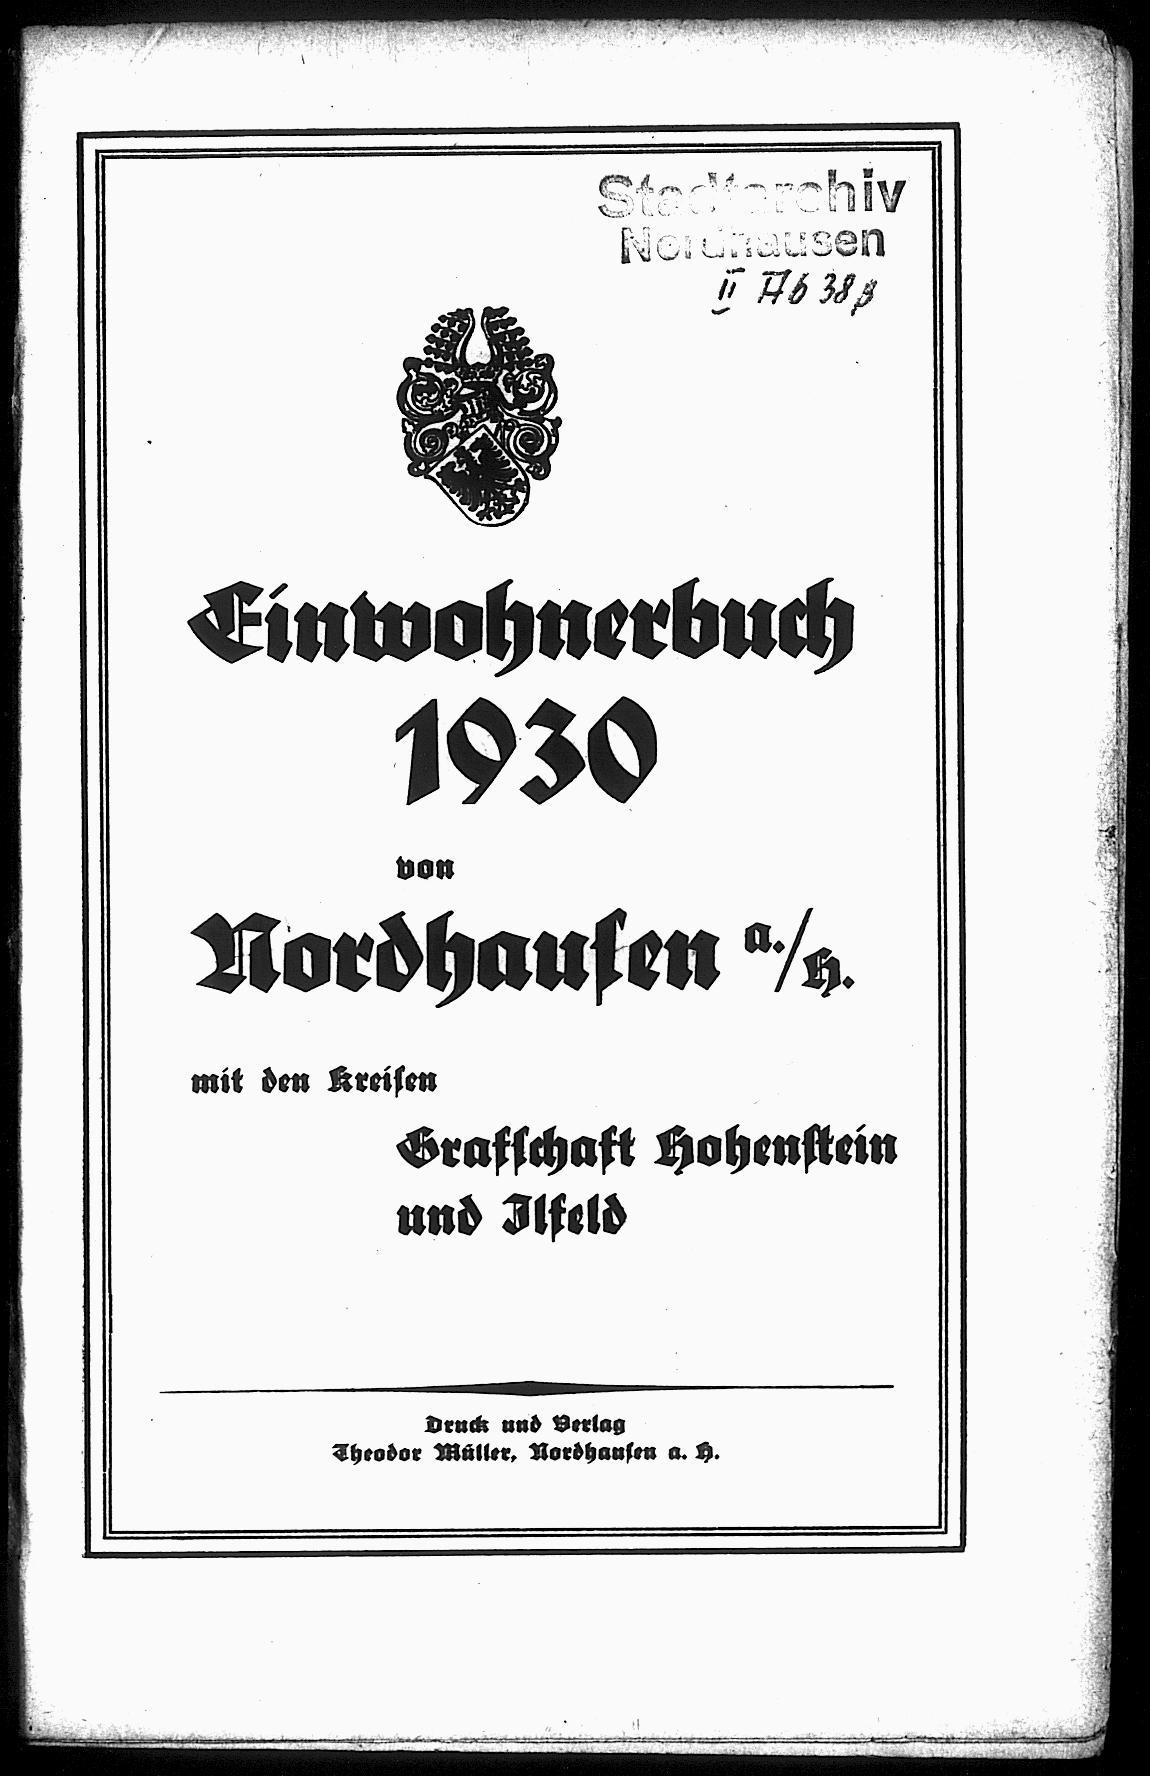 Stadtarchiv
Nordhausen
II Ab 38 β
Einwohnerbuch
1930
von
Nordhausen a./H.
mit den Kreisen
Grafschaft Hohenstein
und Ilfeld
Druck und Verlag
Theodor Müller, Nordhausen a. H.